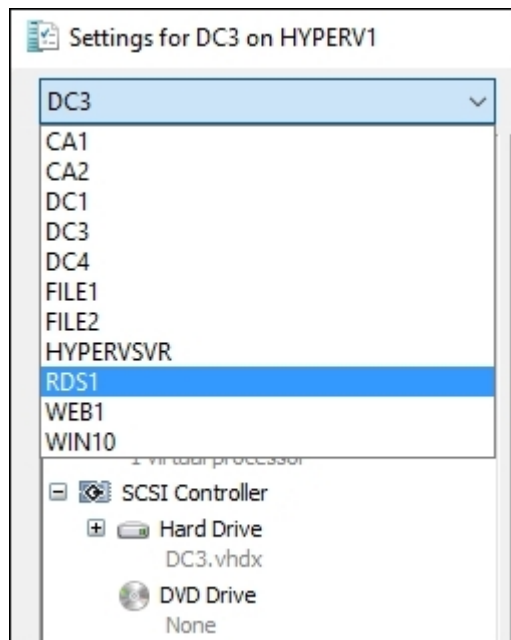 Settings for DC3 on HYPERV1
DC3
CA1
CA2
DC1
DC3
DC4
FILE1
FILE2
HYPERVSVR
RDS1
WEB1
WIN10
1 Virtual processor
SCSI Controller
Hard Drive
DC3.vhdx
DVD Drive
None